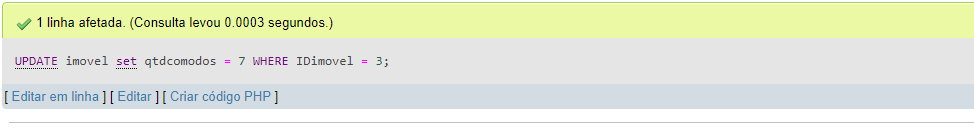 1 linha afetada. (Consulta levou 0.0003 segundos.)
UPDATE imovel set qtdcomodos = 7 WHERE IDimovel = 3;
[ Editar em linha ] [ Editar ] [ Criar código PHP ]